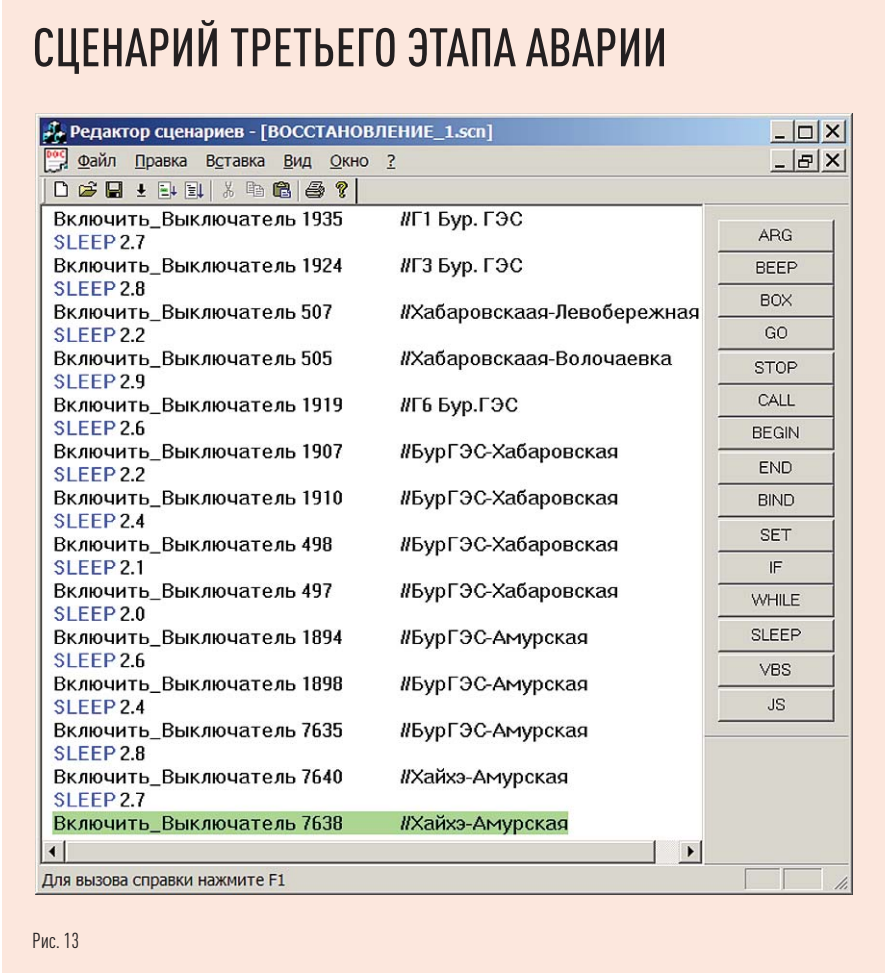 СЦЕНАРИЙ ТРЕТЬЕГО ЭТАПА АВАРИИ
Редактор сценариев - [ВОССТАНОВЛЕНИЕ_1.scn]
DOC Файл Правка Вставка Вид Окно ?
Включить_Выключатель 1935 //Г1 Бур. ГЭС
SLEEP 2.7
Включить_Выключатель 1924 //Г3 Бур. ГЭС
SLEEP 2.8
Включить_Выключатель 507 //Хабаровскаая-Левобережная
SLEEP 2.2
Включить_Выключатель 505 //Хабаровскаая-Волочаевка
SLEEP 2.9
Включить_Выключатель 1919 //Г6 Бур.ГЭС
SLEEP 2.6
Включить_Выключатель 1907 //БурГЭС-Хабаровская
SLEEP 2.2
Включить_Выключатель 1910 //БурГЭС-Хабаровская
SLEEP 2.4
Включить_Выключатель 498 //БурГЭС-Хабаровская
SLEEP 2.1
Включить_Выключатель 497 //БурГЭС-Хабаровская
SLEEP 2.0
Включить_Выключатель 1894 //БурГЭС-Амурская
SLEEP 2.6
Включить_Выключатель 1898 //БурГЭС-Амурская
SLEEP 2.4
Включить_Выключатель 7635 //БурГЭС-Амурская
SLEEP 2.8
Включить_Выключатель 7640 //Хайхэ-Амурская
SLEEP 2.7
Включить_Выключатель 7638 //Хайхэ-Амурская
ARG
BEEP
BOX
GO
STOP
CALL
BEGIN
END
BIND
SET
IF
WHILE
SLEEP
VBS
JS
Для вызова справки нажмите F1
Рис. 13